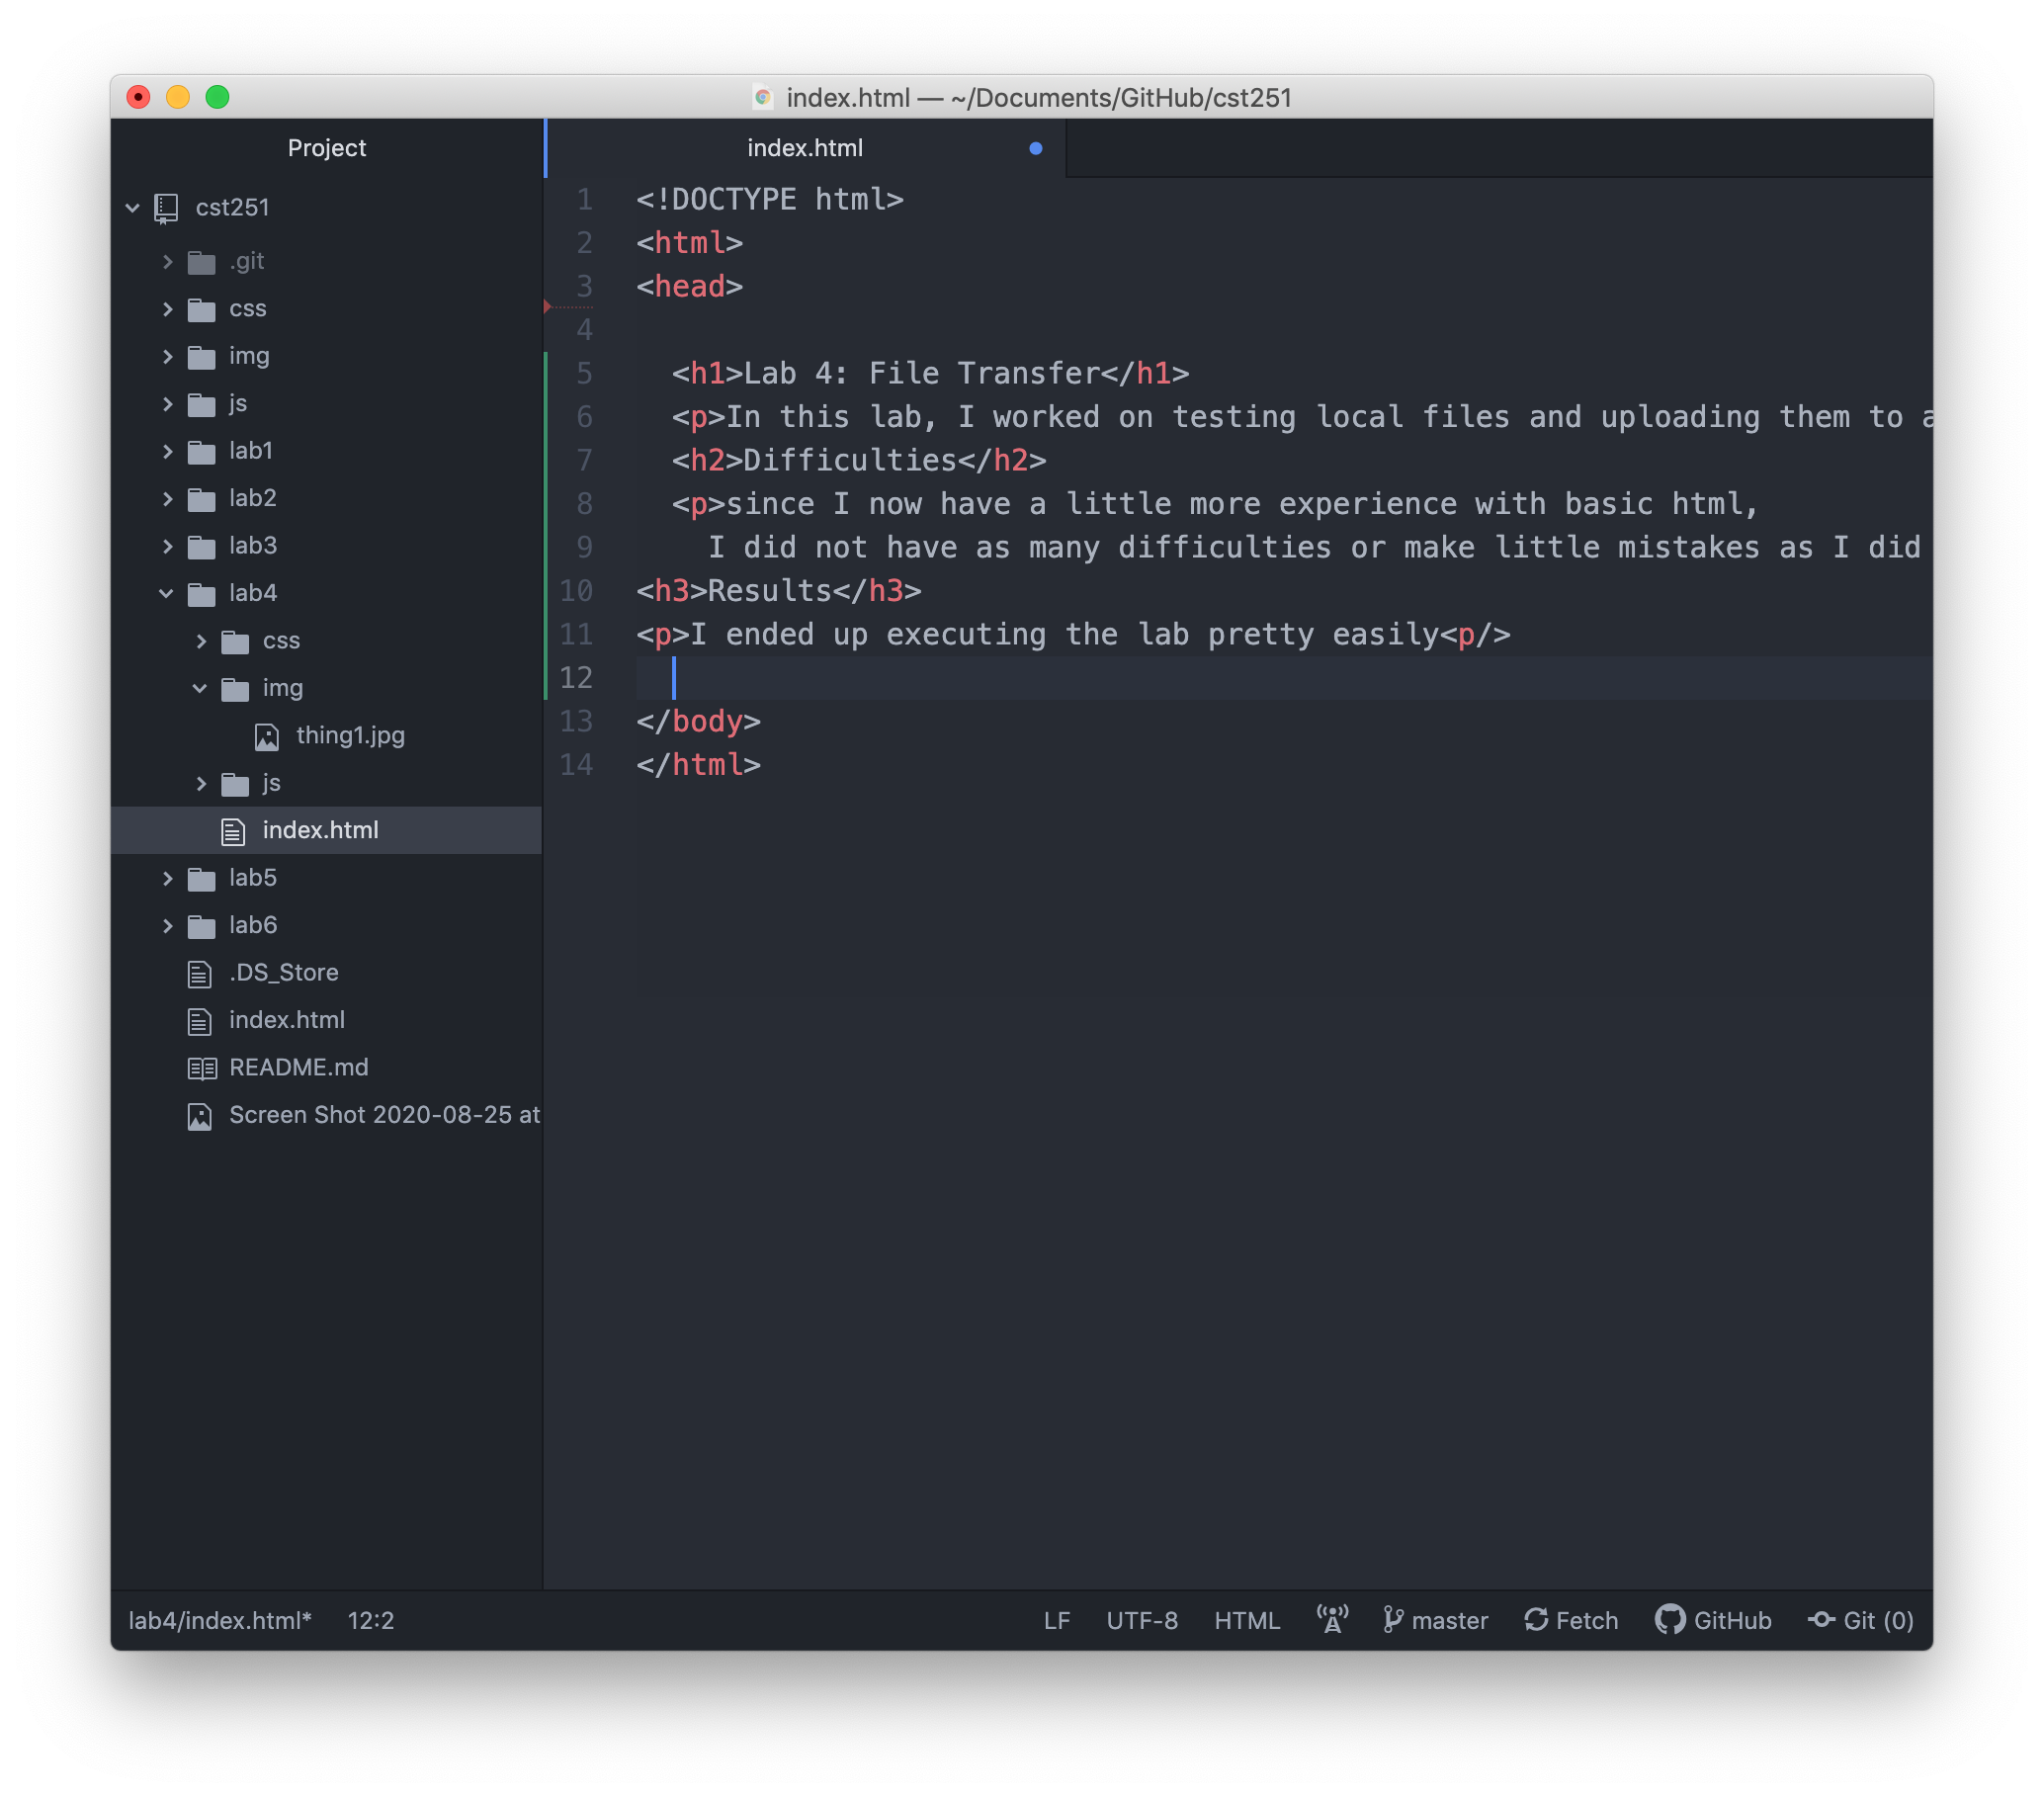 index.html — ~/Documents/GitHub/cst251
Project
index.html
cst251
.git
css
img
js
lab1
lab2
lab3
lab4
css
img
thing1.jpg
js
index.html
lab5
lab6
.DS_Store
index.html
README.md
Screen Shot 2020-08-25 at
1 <!DOCTYPE html>
2 <html>
3 <head>
4
5 <h1>Lab 4: File Transfer</h1>
6 <p>In this lab, I worked on testing local files and uploading them to a
7 <h2>Difficulties</h2>
8 <p>since I now have a little more experience with basic html,
9 I did not have as many difficulties or make little mistakes as I did
10 <h3>Results</h3>
11 <p>I ended up executing the lab pretty easily<p/>
12
13 </body>
14 </html>
lab4/index.html* 12:2 LF UTF-8 HTML master Fetch GitHub Git (0)